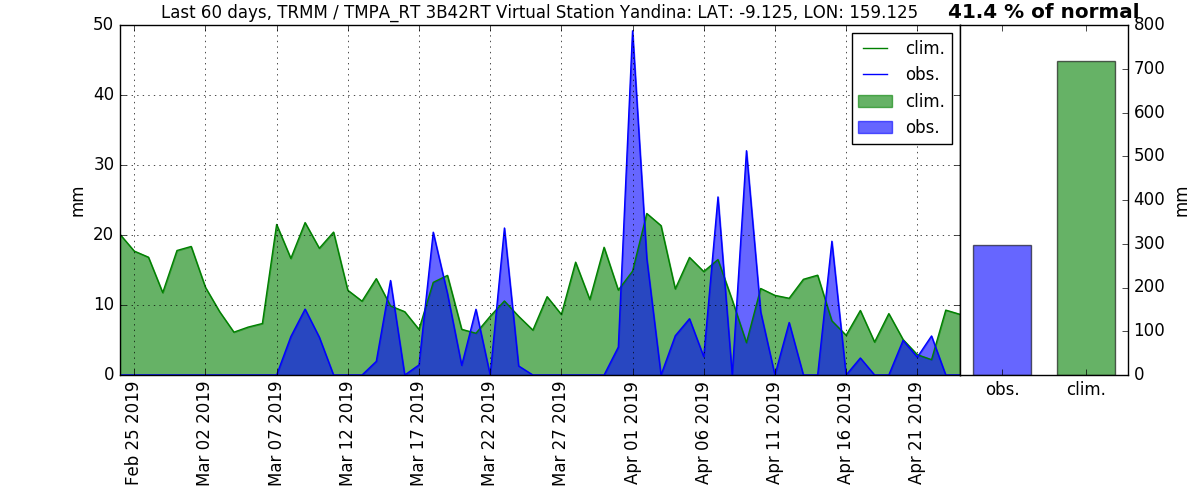 Last 60 days, TRMM / TMPA_RT 3B42RT Virtual Station Yandina: LAT: -9.125, LON: 159.125
41.4 % of normal
50
40
30
20
10
0
mm
clim.
obs.
clim.
obs.
800
700
600
500
400
300
200
100
0
mm
Feb 25 2019
Mar 02 2019
Mar 07 2019
Mar 12 2019
Mar 17 2019
Mar 22 2019
Mar 27 2019
Apr 01 2019
Apr 06 2019
Apr 11 2019
Apr 16 2019
Apr 21 2019
obs.
clim.